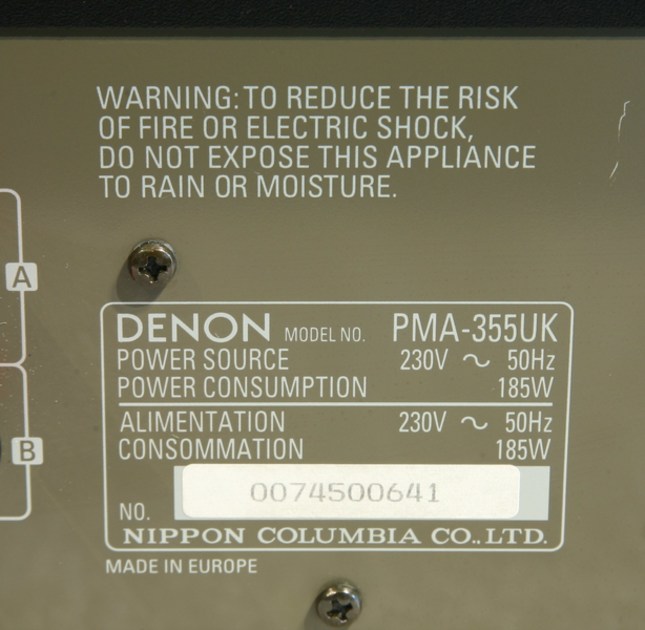 WARNING: TO REDUCE THE RISK
OF FIRE OR ELECTRIC SHOCK,
DO NOT EXPOSE THIS APPLIANCE
TO RAIN OR MOISTURE.
A
DENON MODEL NO. PMA-355UK
POWER SOURCE 230V ~ 50Hz
POWER CONSUMPTION 185W
ALIMENTATION 230V ~ 50Hz
CONSOMMATION 185W
B
NO. 0074500641
NIPPON COLUMBIA CO., LTD.
MADE IN EUROPE